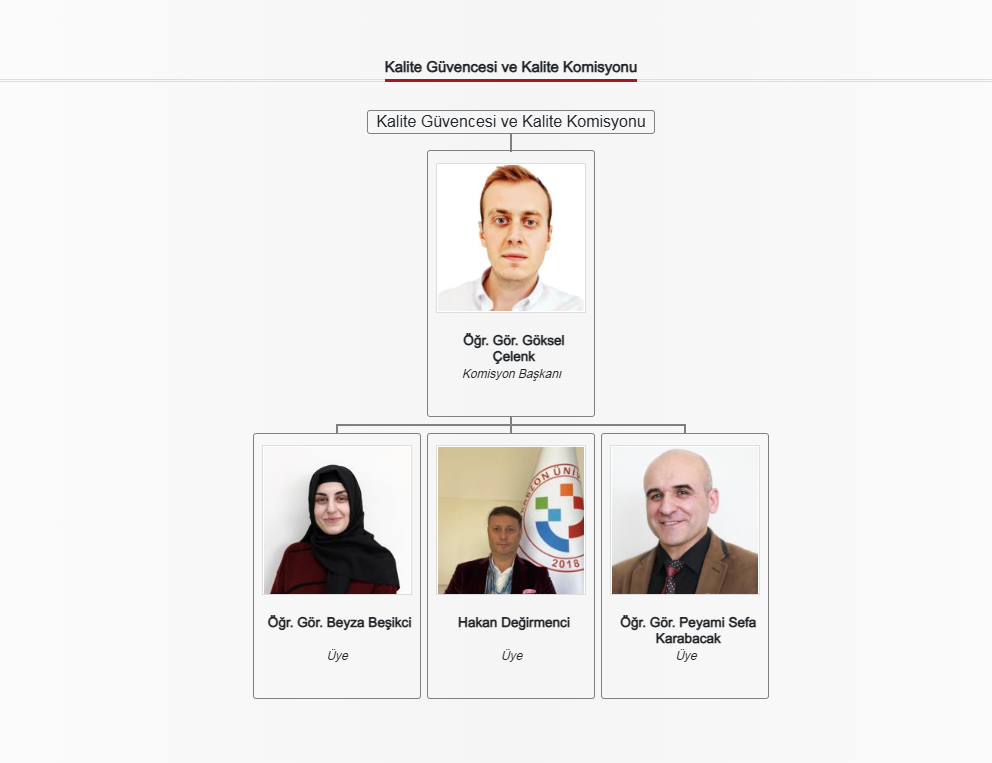 Kalite Güvencesi ve Kalite Komisyonu
Kalite Güvencesi ve Kalite Komisyonu
Öğr. Gör. Göksel
Çelenk
Komisyon Başkanı
Öğr. Gör. Beyza Beşikci
Üye
2018
Hakan Değirmenci
Üye
Öğr. Gör. Peyami Sefa
Karabacak
Üye